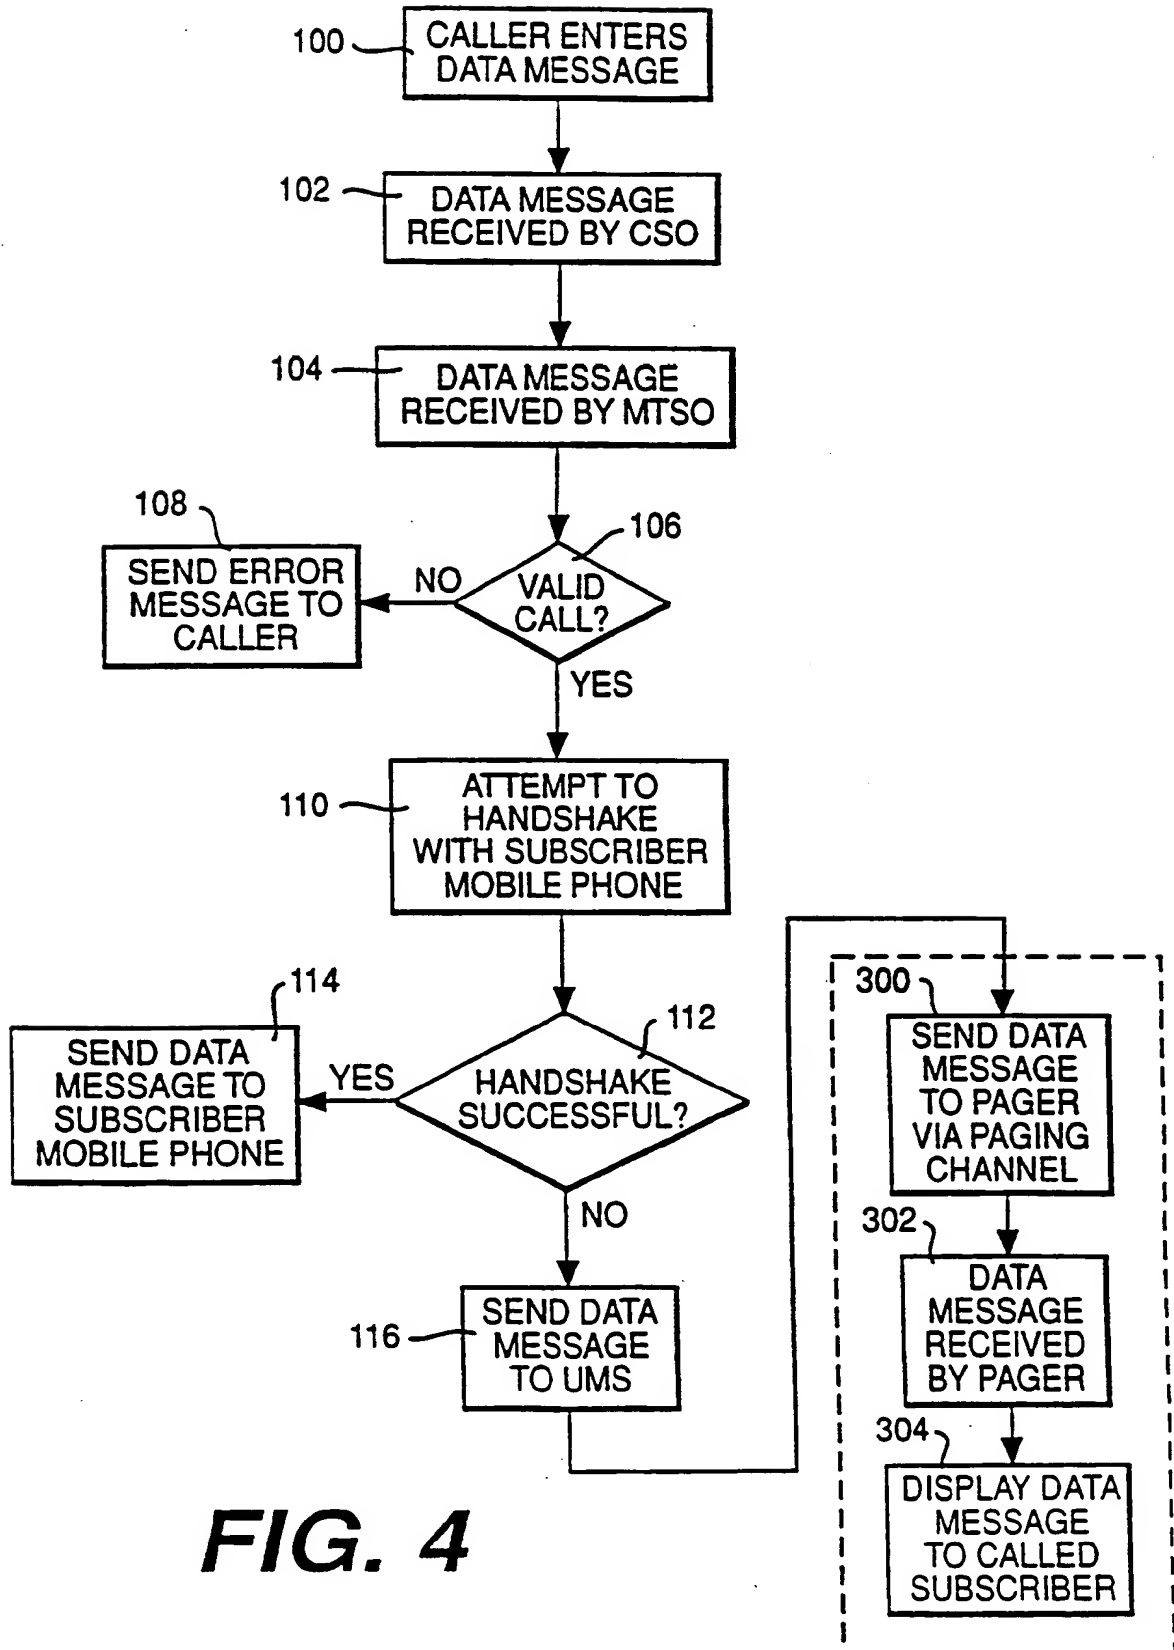 100
CALLER ENTERS
DATA MESSAGE
102
DATA MESSAGE
RECEIVED BY CSO
104
DATA MESSAGE
RECEIVED BY MTSO
106
VALID
CALL?
NO
108
SEND ERROR
MESSAGE TO
CALLER
YES
110
ATTEMPT TO
HANDSHAKE
WITH SUBSCRIBER
MOBILE PHONE
112
HANDSHAKE
SUCCESSFUL?
YES
114
SEND DATA
MESSAGE TO
SUBSCRIBER
MOBILE PHONE
NO
116
SEND DATA
MESSAGE
TO UMS
300
SEND DATA
MESSAGE
TO PAGER
VIA PAGING
CHANNEL
302
DATA
MESSAGE
RECEIVED
BY PAGER
304
DISPLAY DATA
MESSAGE
TO CALLED
SUBSCRIBER
FIG. 4